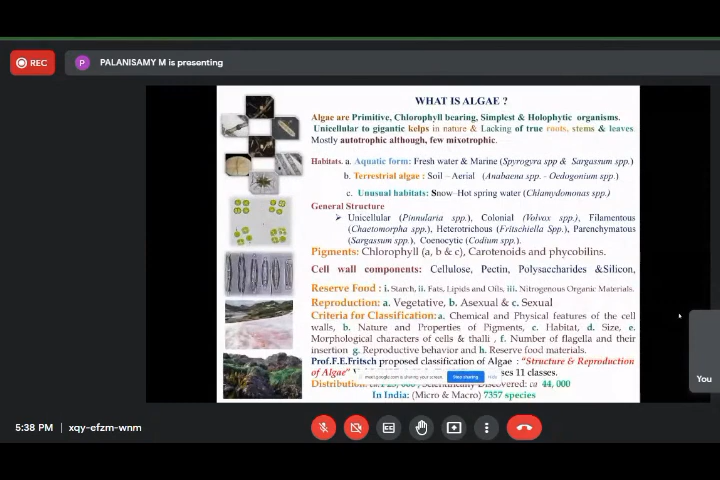 REC
P PALANISAMY M is presenting
WHAT IS ALGAE ?
Algae are Primitive, Chlorophyll bearing, Simplest & Holophytic organisms.
Unicellular to gigantic kelps in nature & Lacking of true roots, stems & leaves
Mostly autotrophic although, few mixotrophic.
Habitats. a. Aquatic form: Fresh water & Marine (Spyrogyra spp & Sargassum spp.)
b. Terrestrial algae : Soil –Aerial (Anabaena spp. - Oedogonium spp.)
c. Unusual habitats: Snow–Hot spring water (Chlamydomonas spp.)
General Structure
➢ Unicellular (Pinnularia spp.), Colonial (Volvox spp.), Filamentous
(Chaetomorpha spp.), Heterotrichous (Fritschiella Spp.), Parenchymatous
(Sargassum spp.), Coenocytic (Codium spp.).
Pigments: Chlorophyll (a, b & c), Carotenoids and phycobilins.
Cell wall components: Cellulose, Pectin, Polysaccharides &Silicon,
Reserve Food : i. Starch, ii. Fats, Lipids and Oils, iii. Nitrogenous Organic Materials.
Reproduction: a. Vegetative, b. Asexual & c. Sexual
Criteria for Classification: a. Chemical and Physical features of the cell
walls, b. Nature and Properties of Pigments, c. Habitat, d. Size, e.
Morphological characters of cells & thalli , f. Number of flagella and their
insertion g. Reproductive behavior and h. Reserve food materials.
Prof.F.E.Fritsch proposed classification of Algae : "Structure & Reproduction
of Algae" ses 11 classes.
meet.google.com is sharing your screen. Stop sharing Hide
Distribution: Scientifically Discovered: ca 44, 000
In India: (Micro & Macro) 7357 species
You
5:38 PM | xqy-efzm-wnm